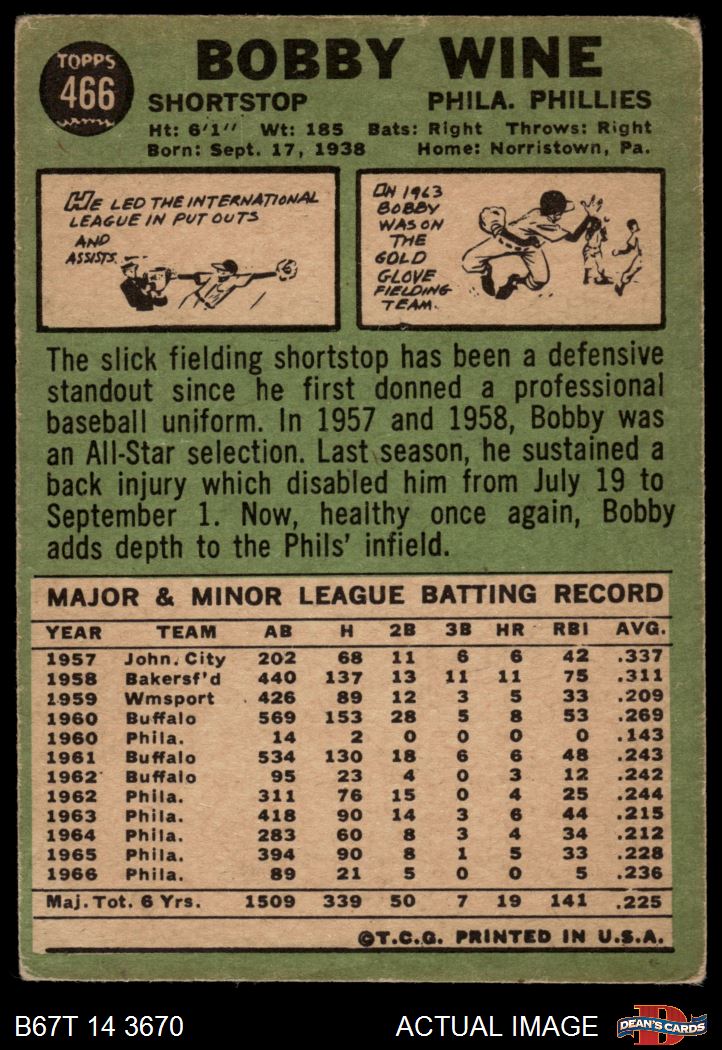 TOPPS
466
BOBBY WINE
SHORTSTOP PHILA. PHILLIES
Ht: 6'1" Wt: 185 Bats: Right Throws: Right
Born: Sept. 17, 1938 Home: Norristown, Pa.
HE LED THE INTERNATIONAL
LEAGUE IN PUT OUTS
AND
ASSISTS.
IN 1963
BOBBY
WAS ON
THE
GOLD
GLOVE
FIELDING
TEAM.
The slick fielding shortstop has been a defensive
standout since he first donned a professional
baseball uniform. In 1957 and 1958, Bobby was
an All-Star selection. Last season, he sustained a
back injury which disabled him from July 19 to
September 1. Now, healthy once again, Bobby
adds depth to the Phils' infield.
MAJOR & MINOR LEAGUE BATTING RECORD
YEAR TEAM AB H 2B 3B HR RBI AVG.
1957 John. City 202 68 11 6 6 42 .337
1958 Bakersf'd 440 137 13 11 11 75 .311
1959 Wmsport 426 89 12 3 5 33 .209
1960 Buffalo 569 153 28 5 8 53 .269
1960 Phila. 14 2 0 0 0 0 .143
1961 Buffalo 534 130 18 6 6 48 .243
1962 Buffalo 95 23 4 0 3 12 .242
1962 Phila. 311 76 15 0 4 25 .244
1963 Phila. 418 90 14 3 6 44 .215
1964 Phila. 283 60 8 3 4 34 .212
1965 Phila. 394 90 8 1 5 33 .228
1966 Phila. 89 21 5 0 0 5 .236
Maj. Tot. 6 Yrs. 1509 339 50 7 19 141 .225
©T.C.G. PRINTED IN U.S.A.
B67T 14 3670 ACTUAL IMAGE
D
DEAN'S CARDS